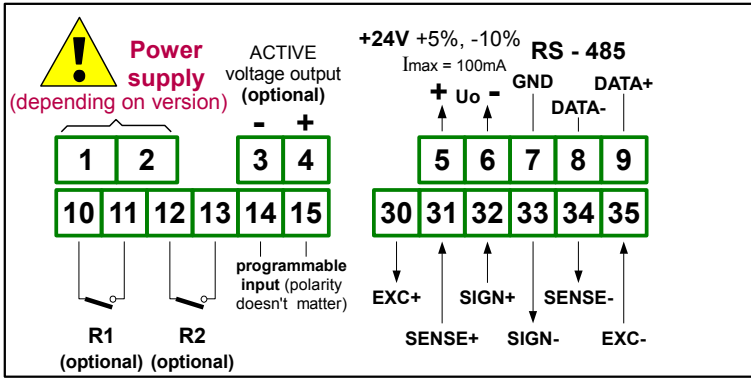 Power
supply
(depending on version)
ACTIVE
voltage output
(optional)
- +
+24V +5%, -10%
Imax = 100mA
+ Uo -
RS - 485
GND
DATA-
DATA+
1 2 3 4 5 6 7 8 9
10 11 12 13 14 15 30 31 32 33 34 35
R1
(optional)
R2
(optional)
programmable
input (polarity
doesn't matter)
EXC+
SENSE+
SIGN+
SIGN-
SENSE-
EXC-